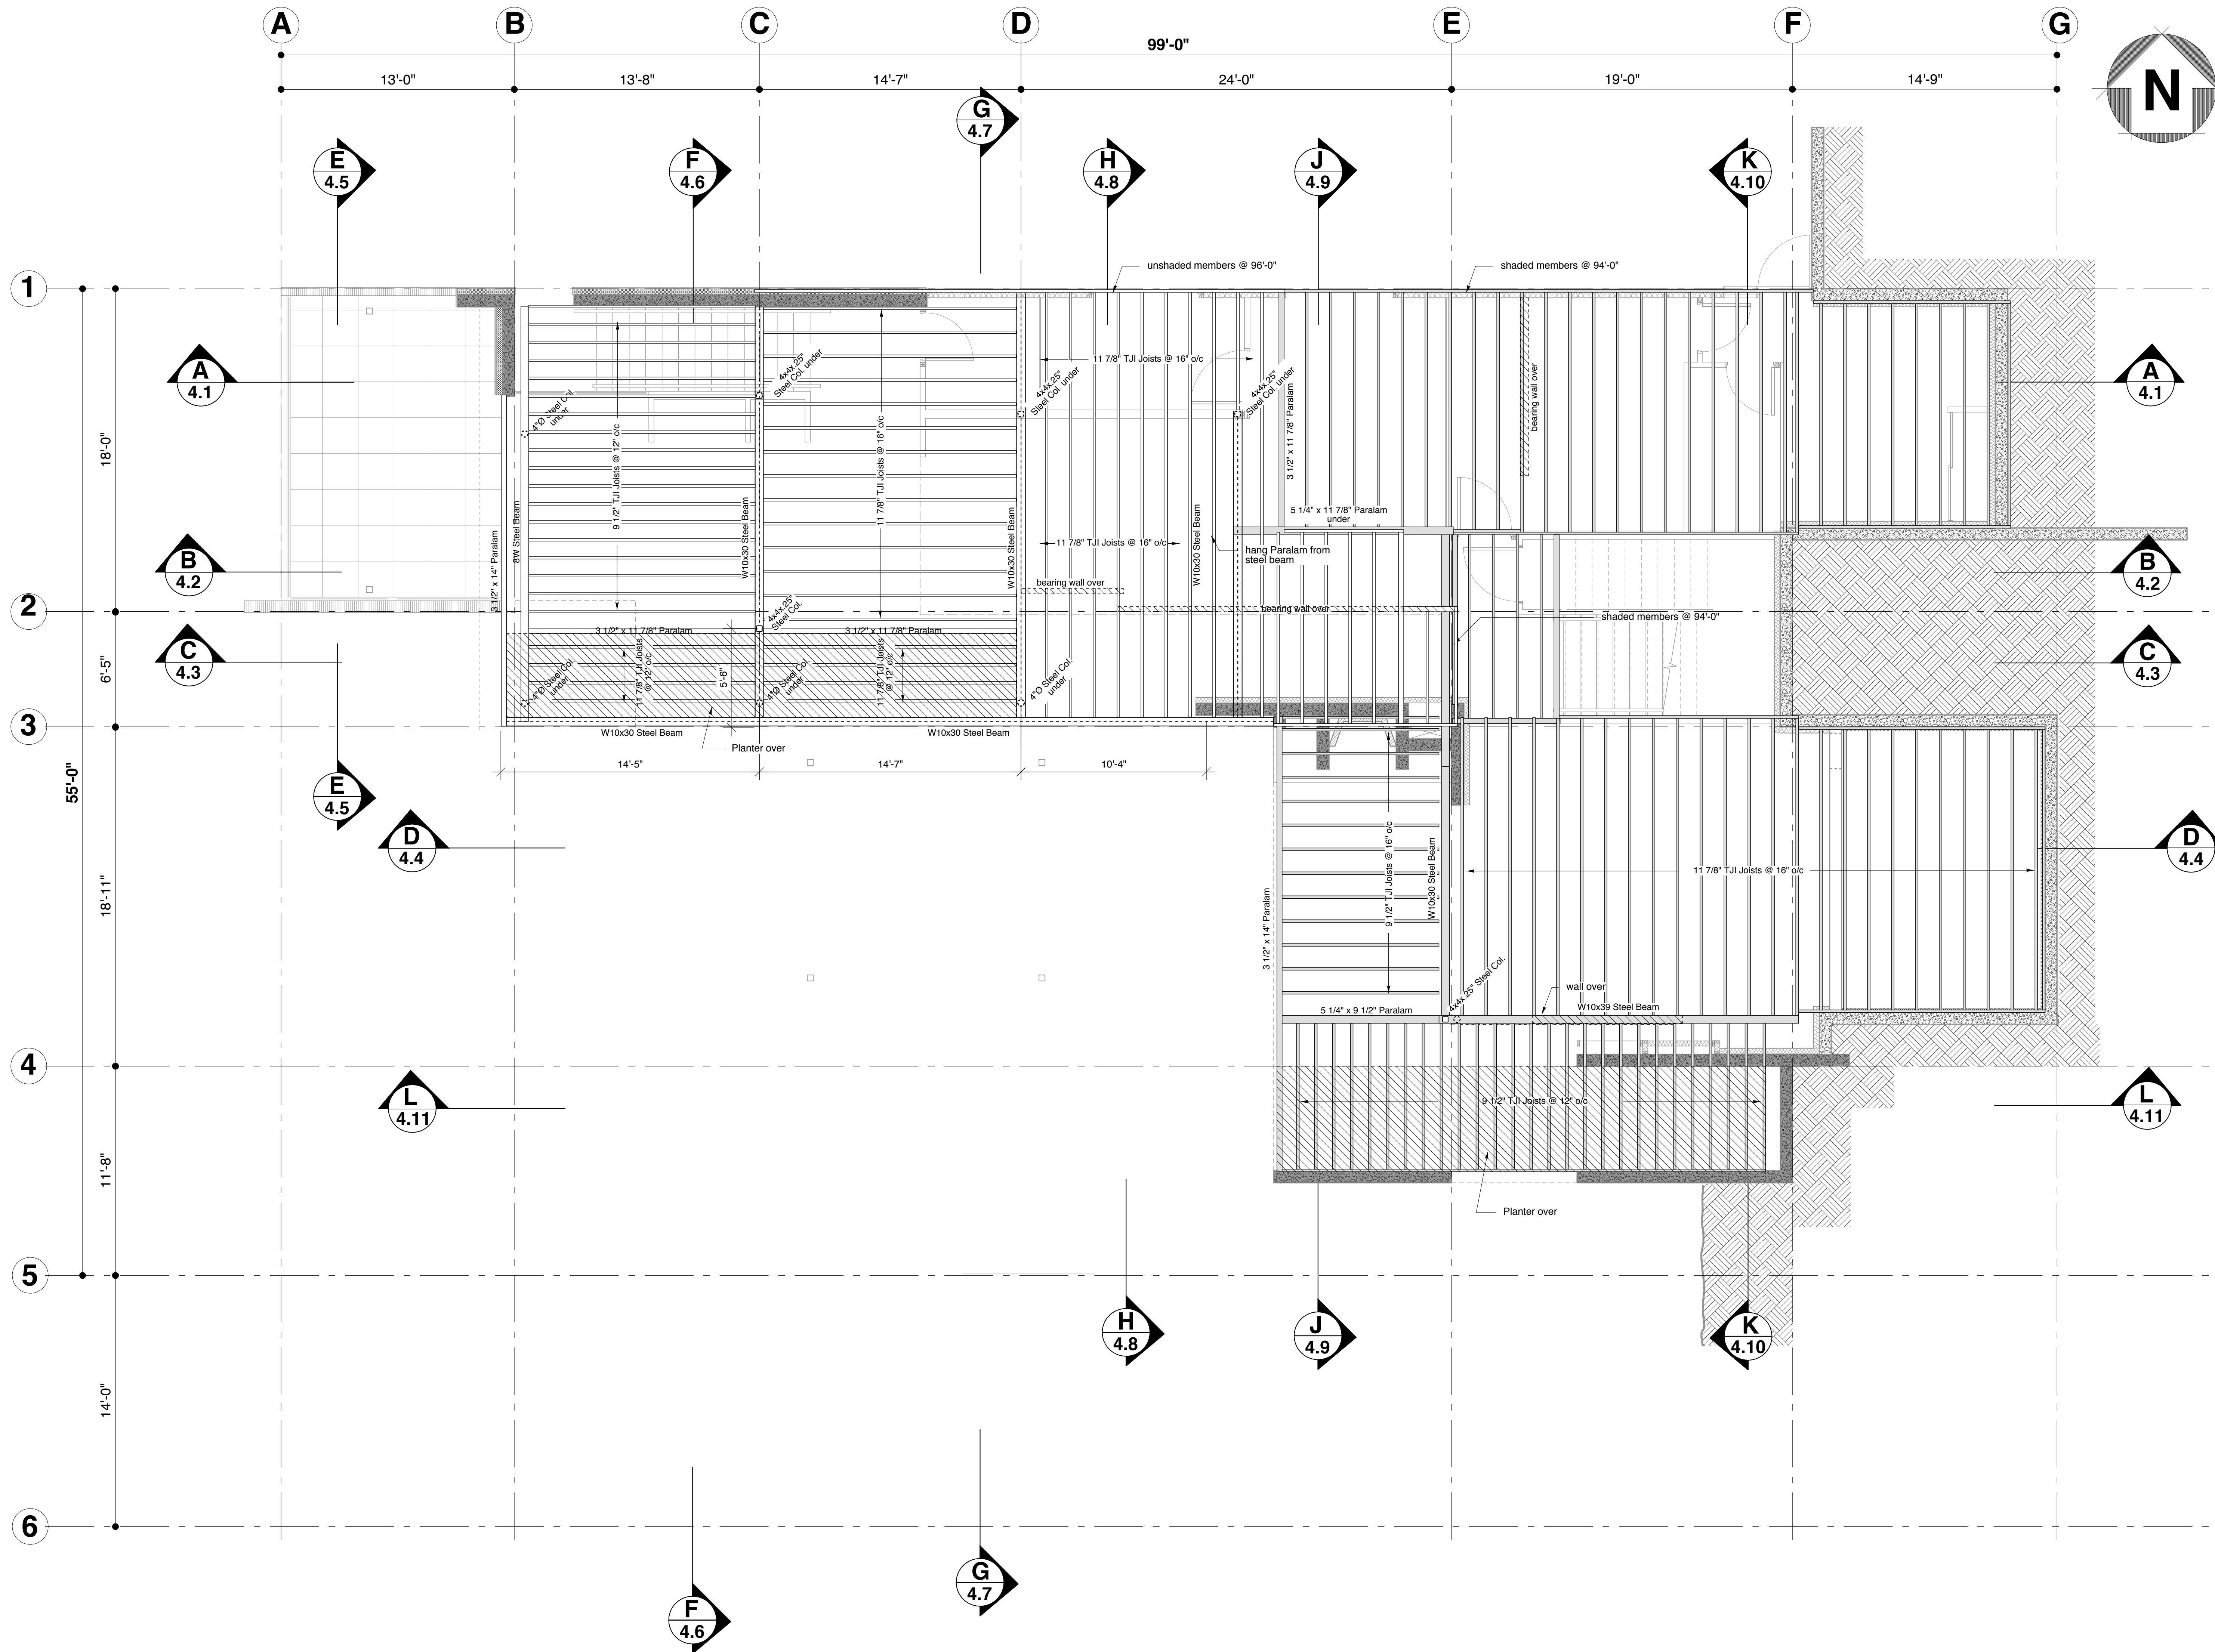 A
B
C
D
E
F
G
99'-0"
13'-0"
13'-8"
14'-7"
24'-0"
19'-0"
14'-9"
N
G
4.7
E
4.5
F
4.6
H
4.8
J
4.9
K
4.10
unshaded members @ 96'-0"
shaded members @ 94'-0"
1
A
4.1
A
4.1
4x4x.25"
Steel Col. under
11 7/8" TJI Joists @ 16" o/c
4x4x.25"
Steel Col. under
4x4x.25"
Steel Col. under
bearing wall over
4"Ø Steel Col.
under
9 1/2" TJI Joists @ 12" o/c
11 7/8" TJI Joists @ 16" o/c
3 1/2" x 11 7/8" Paralam
18'-0"
5 1/4" x 11 7/8" Paralam
under
3 1/2" x 14" Paralam
8W Steel Beam
W10x30 Steel Beam
W10x30 Steel Beam
11 7/8" TJI Joists @ 16" o/c
W10x30 Steel Beam
hang Paralam from
steel beam
B
4.2
B
4.2
bearing wall over
bearing wall over
2
4x4x.25"
Steel Col.
shaded members @ 94'-0"
3 1/2" x 11 7/8" Paralam
3 1/2" x 11 7/8" Paralam
C
4.3
C
4.3
6'-5"
4"Ø Steel Col.
under
11 7/8" TJI Joists
@ 12" o/c
5'-6"
4"Ø Steel Col.
under
11 7/8" TJI Joists
@ 12" o/c
4"Ø Steel Col.
under
3
W10x30 Steel Beam
W10x30 Steel Beam
Planter over
14'-5"
14'-7"
10'-4"
55'-0"
E
4.5
D
4.4
D
4.4
18'-11"
3 1/2" x 14" Paralam
9 1/2" TJI Joists @ 16" o/c
W10x30 Steel Beam
11 7/8" TJI Joists @ 16" o/c
4x4x.25" Steel Col.
wall over
5 1/4" x 9 1/2" Paralam
W10x39 Steel Beam
4
L
4.11
9 1/2" TJI Joists @ 12" o/c
L
4.11
11'-8"
Planter over
5
H
4.8
J
4.9
K
4.10
14'-0"
6
G
4.7
F
4.6